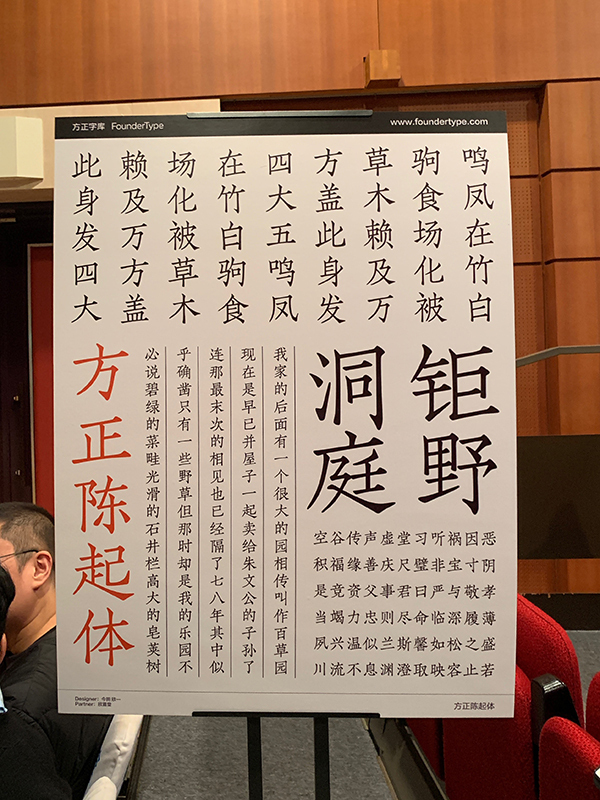 方正字库 FounderType
www.foundertype.com
鸣凤在竹白
驹食场化被
草木赖及万
方盖此身发
四大五鸣凤
在竹白驹食
场化被草木
赖及万方盖
此身发四大
钜野
洞庭
空谷传声虚堂习听祸因恶
积福缘善庆尺璧非宝寸阴
是竞资父事君曰严与敬孝
当竭力忠则尽命临深履薄
夙兴温似兰斯馨如松之盛
川流不息渊澄取映容止若
我家的后面有一个很大的园相传叫作百草园
现在是早已并屋子一起卖给朱文公的子孙了
连那最末次的相见也已经隔了七八年其中似
乎确凿只有一些野草但那时却是我的乐园不
必说碧绿的菜畦光滑的石井栏高大的皂荚树
方正陈起体
Designer:
Partner: 欣喜堂
方正陈起体